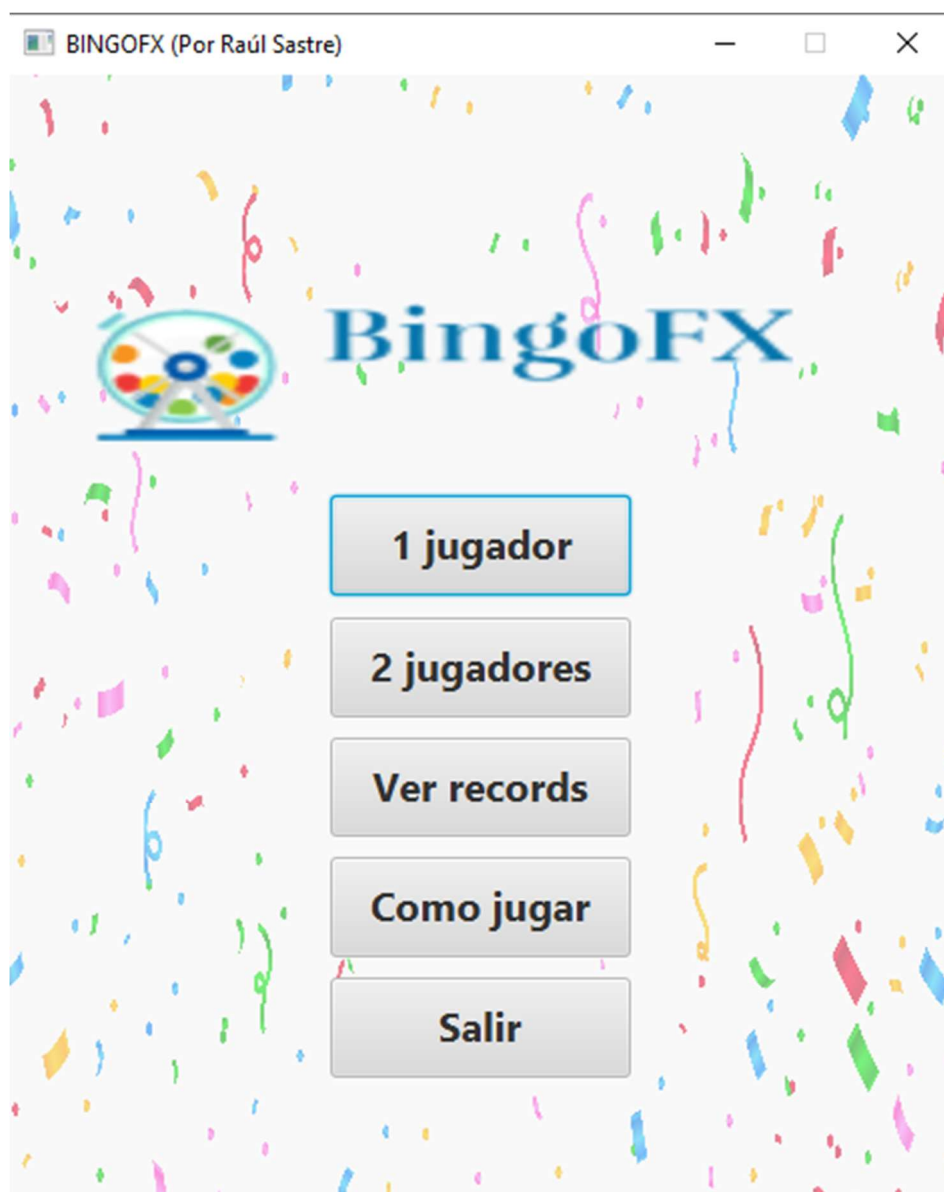 BINGOFX (Por Raúl Sastre)
BingoFX
1 jugador
2 jugadores
Ver records
Como jugar
Salir